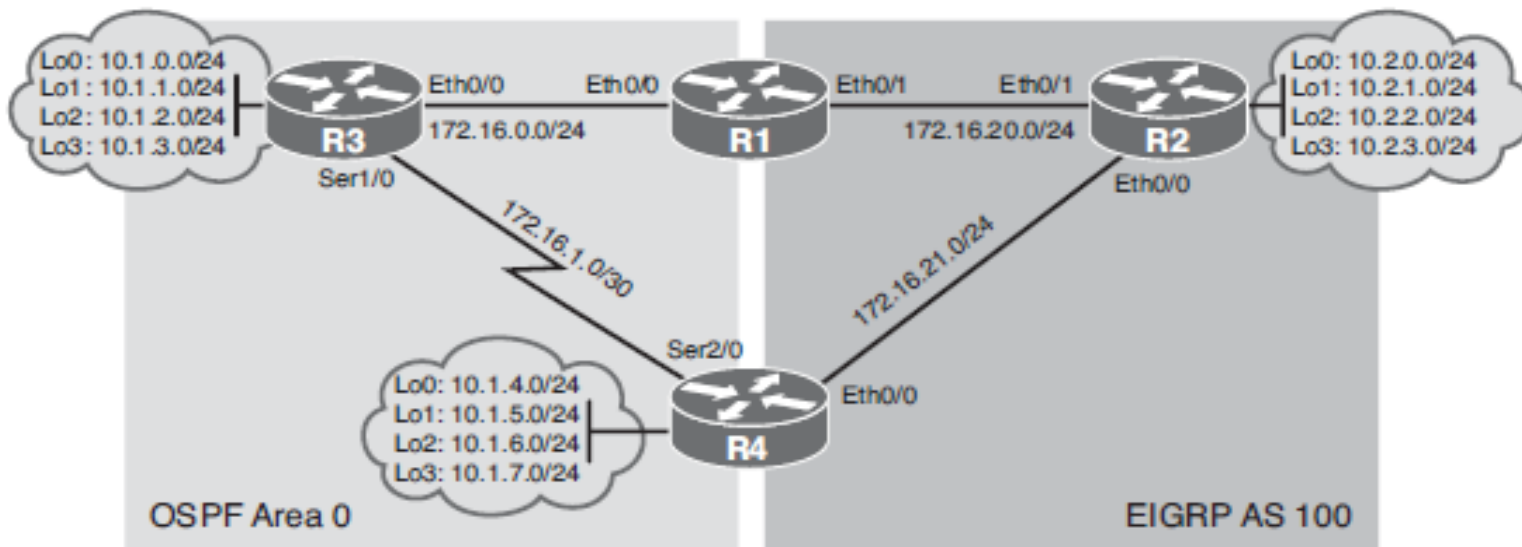 Lo0: 10.1.0.0/24
Lo1: 10.1.1.0/24
Lo2: 10.1.2.0/24
Lo3: 10.1.3.0/24
R3
Eth0/0
Eth0/0
172.16.0.0/24
R1
Eth0/1
Eth0/1
172.16.20.0/24
R2
Lo0: 10.2.0.0/24
Lo1: 10.2.1.0/24
Lo2: 10.2.2.0/24
Lo3: 10.2.3.0/24
Ser1/0
Eth0/0
172.16.1.0/30
172.16.21.0/24
Ser2/0
Lo0: 10.1.4.0/24
Lo1: 10.1.5.0/24
Lo2: 10.1.6.0/24
Lo3: 10.1.7.0/24
R4
Eth0/0
OSPF Area 0
EIGRP AS 100